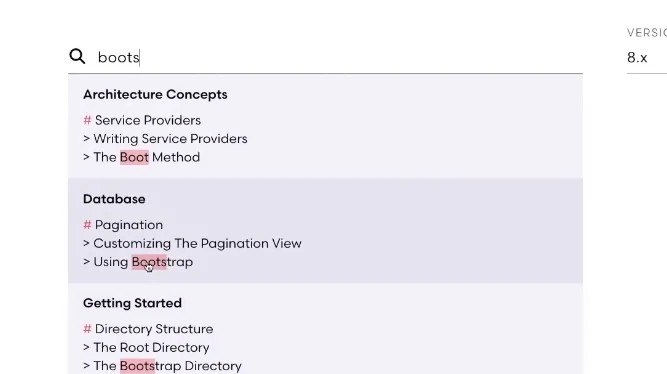 VERSIO
boots
8.x
Architecture Concepts
# Service Providers
> Writing Service Providers
> The Boot Method
Database
# Pagination
> Customizing The Pagination View
> Using Bootstrap
Getting Started
# Directory Structure
> The Root Directory
> The Bootstrap Directory